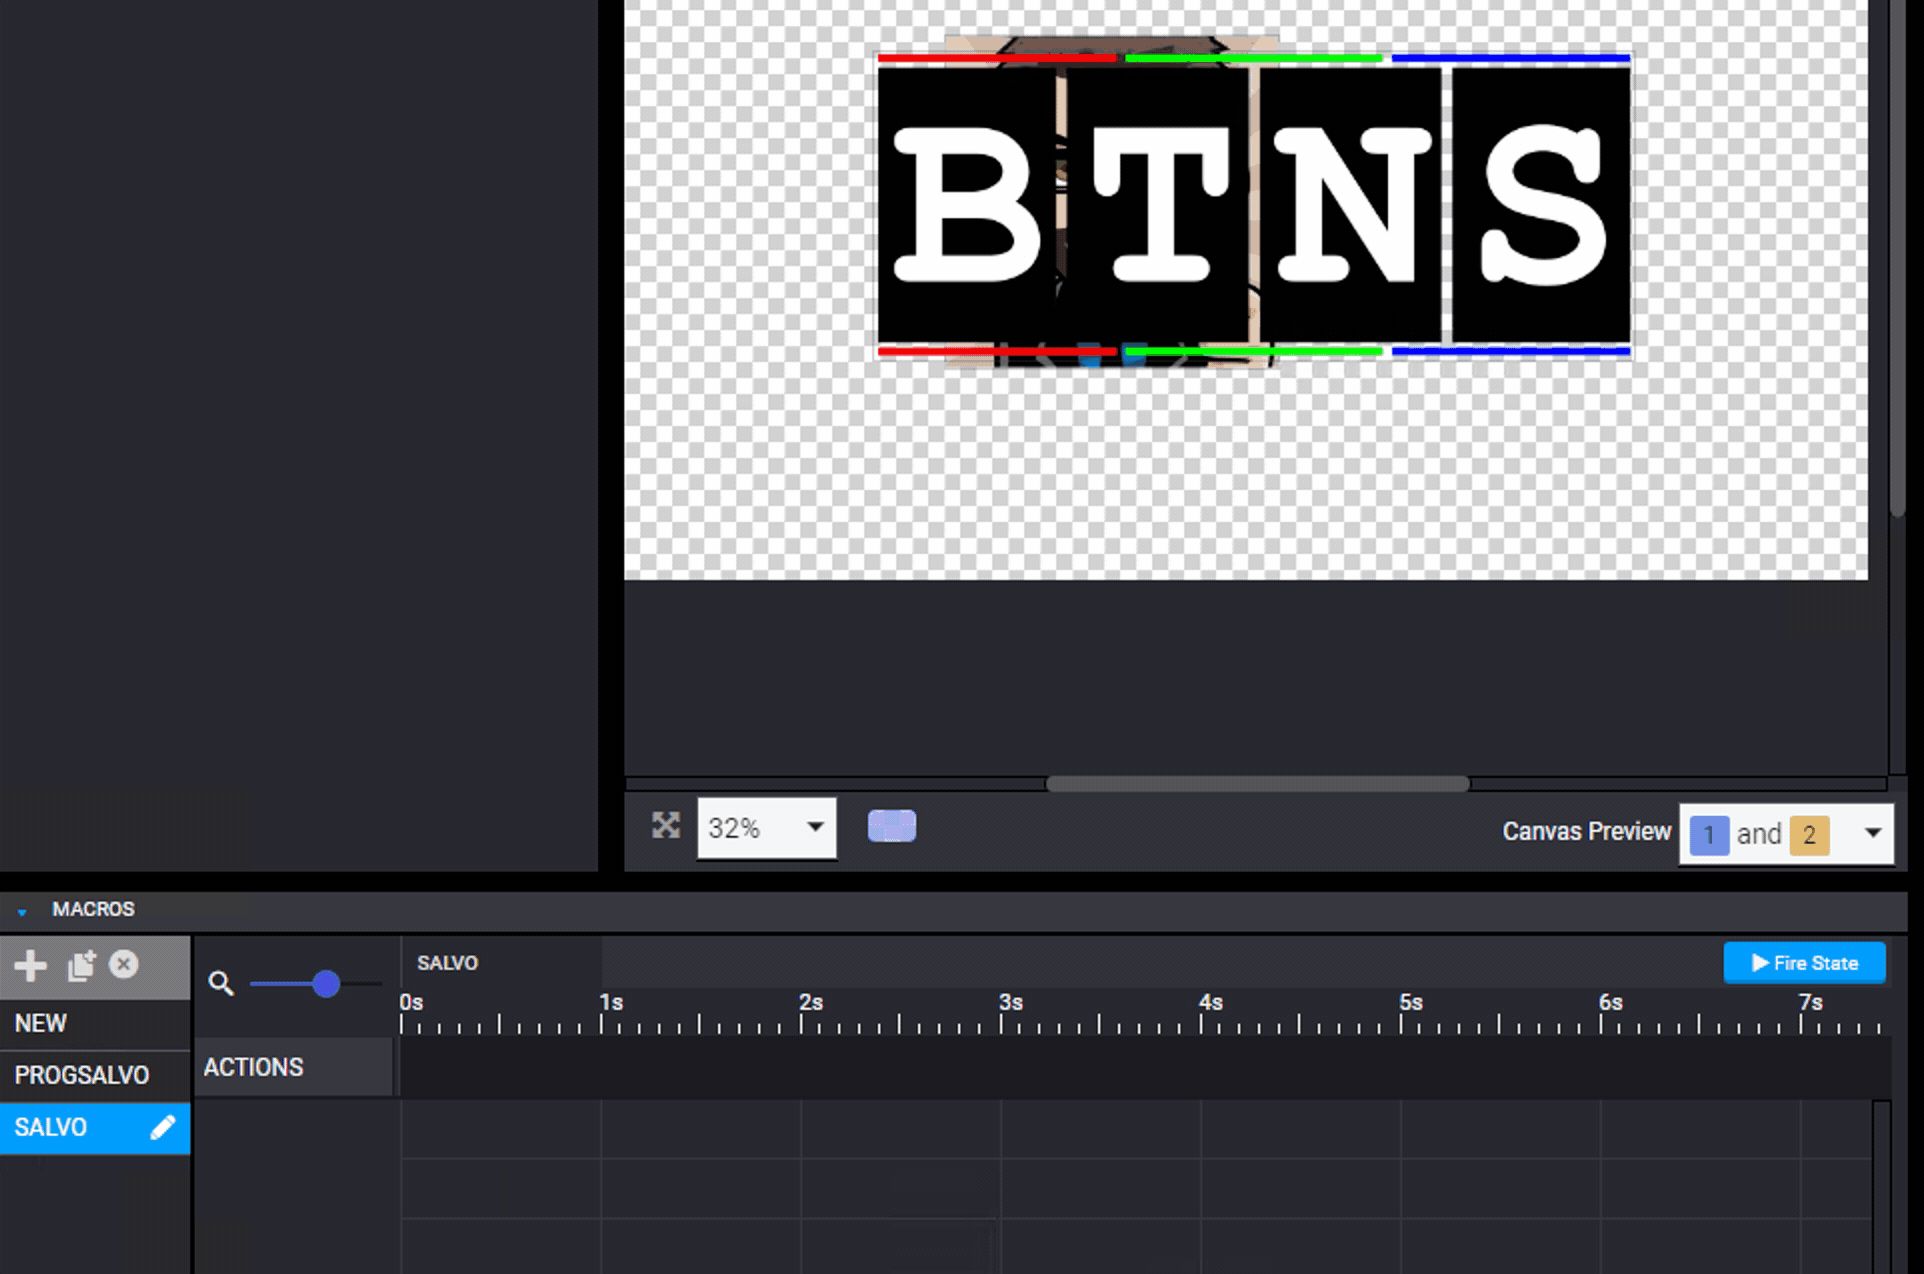 BTNS
32%
Canvas Preview 1 and 2
MACROS
SALVO
Fire State
0s 1s 2s 3s 4s 5s 6s 7s
NEW
ACTIONS
PROGSALVO
SALVO